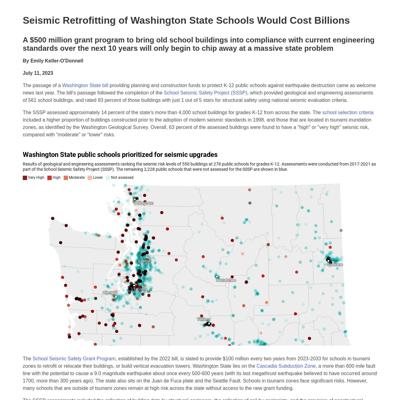 Seismic Retrofitting of Washington State Schools Would Cost Billions
A $500 million grant program to bring old school buildings into compliance with current engineering
standards over the next 10 years will only begin to chip away at a massive state problem
By Emily Keller-O'Donnell
July 11, 2023
The passage of a Washington State bill providing planning and construction funds to protect K-12 public schools against earthquake destruction came as welcome
news last year. The bill's passage followed the completion of the School Seismic Safety Project (SSSP), which provided geological and engineering assessments
of 561 school buildings, and rated 93 percent of those buildings with just 1 out of 5 stars for structural safety using national seismic evaluation criteria.
The SSSP assessed approximately 14 percent of the state's more than 4,000 school buildings for grades K-12 from across the state. The school selection criteria
included a higher proportion of buildings constructed prior to the adoption of modern seismic standards in 1998, and those that are located in tsunami inundation
zones, as identified by the Washington Geological Survey. Overall, 63 percent of the assessed buildings were found to have a "high" or "very high" seismic risk,
compared with "moderate" or "lower" risks.
Washington public schools prioritized for seismic upgrades
Results of geological and engineering assessments ranking the seismic risk levels of 550 buildings at 278 public schools for grades K-12. Assessments were conducted from 2017-2021 as
part of the School Seismic Safety Project (SSSP). The remaining 2,228 public schools that were not assessed for the SSSP are shown in blue.
Very High High Moderate Lower Not assessed
The School Seismic Safety Grant Program, established by the 2022 bill, is slated to provide $100 million every two years from 2023-2033 for schools in tsunami
zones to retrofit or relocate their buildings, or build vertical evacuation towers. Washington State lies on the Cascadia Subduction Zone, a more than 600-mile fault
line with the potential to cause a 9.0 magnitude earthquake about once every 500-600 years (with its last megathrust earthquake believed to have occurred around
1700, more than 300 years ago). The state also sits on the Juan de Fuca plate and the Seattle Fault. Schools in tsunami zones face significant risks. However,
many schools that are outside of tsunami zones remain at high risk across the state without access to the new grant funding.